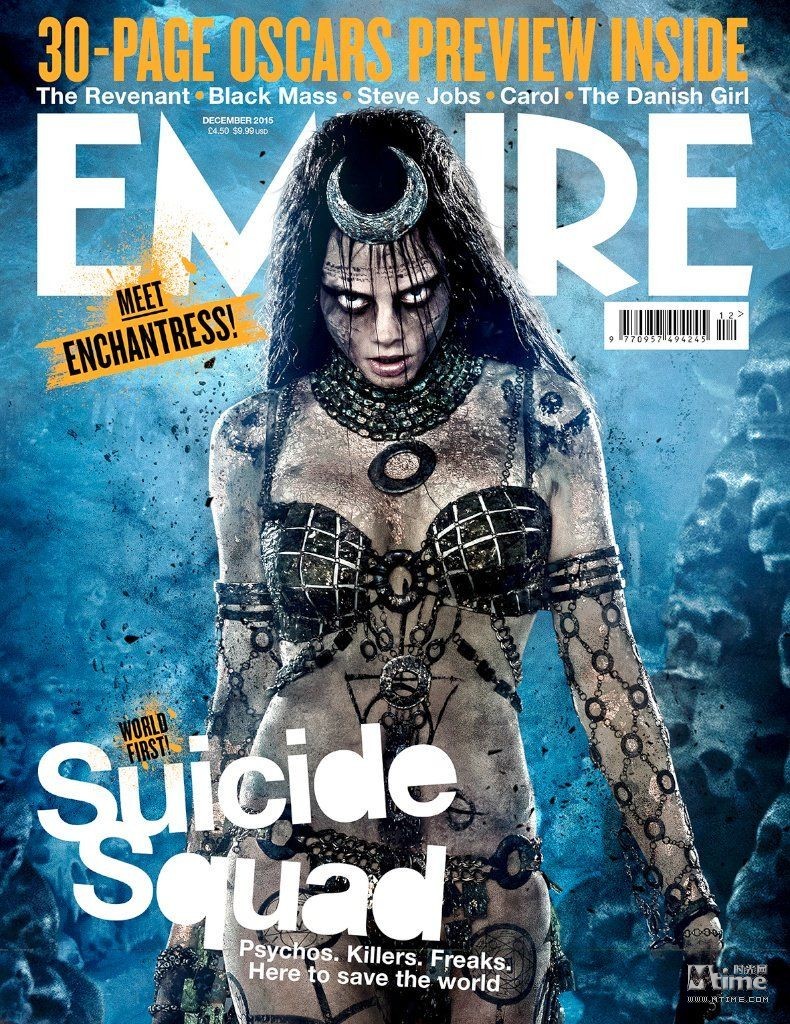 30-PAGE OSCARS PREVIEW INSIDE
The Revenant • Black Mass • Steve Jobs • Carol • The Danish Girl
DECEMBER 2015
£4.50 $9.99 USD
EMPIRE
MEET
ENCHANTRESS!
12>
9 770957 494245
WORLD
FIRST!
Suicide
Squad
Psychos. Killers. Freaks.
Here to save the world
时光网
Mtime
WWW.MTIME.COM